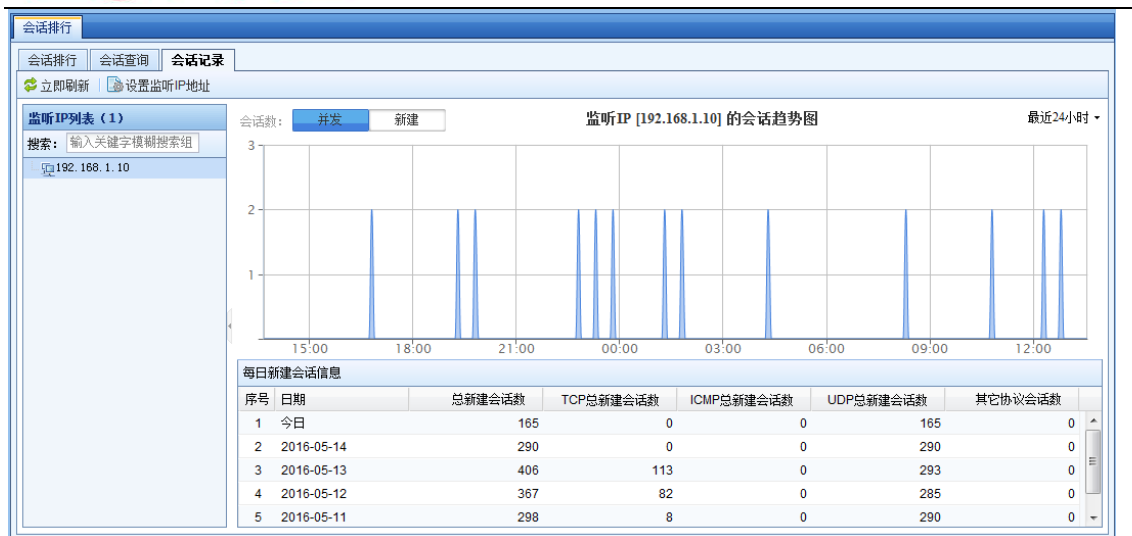 会话排行
会话排行 会话查询 会话记录
立即刷新 设置监听IP地址
监听IP列表（1）
搜索： 输入关键字模糊搜索组
192.168.1.10
会话数： 并发 新建 监听IP [192.168.1.10] 的会话趋势图 最近24小时
3
2
1
15:00 18:00 21:00 00:00 03:00 06:00 09:00 12:00
每日新建会话信息
序号 日期 总新建会话数 TCP总新建会话数 ICMP总新建会话数 UDP总新建会话数 其它协议会话数
1 今日 165 0 0 165 0
2 2016-05-14 290 0 0 290 0
3 2016-05-13 406 113 0 293 0
4 2016-05-12 367 82 0 285 0
5 2016-05-11 298 8 0 290 0